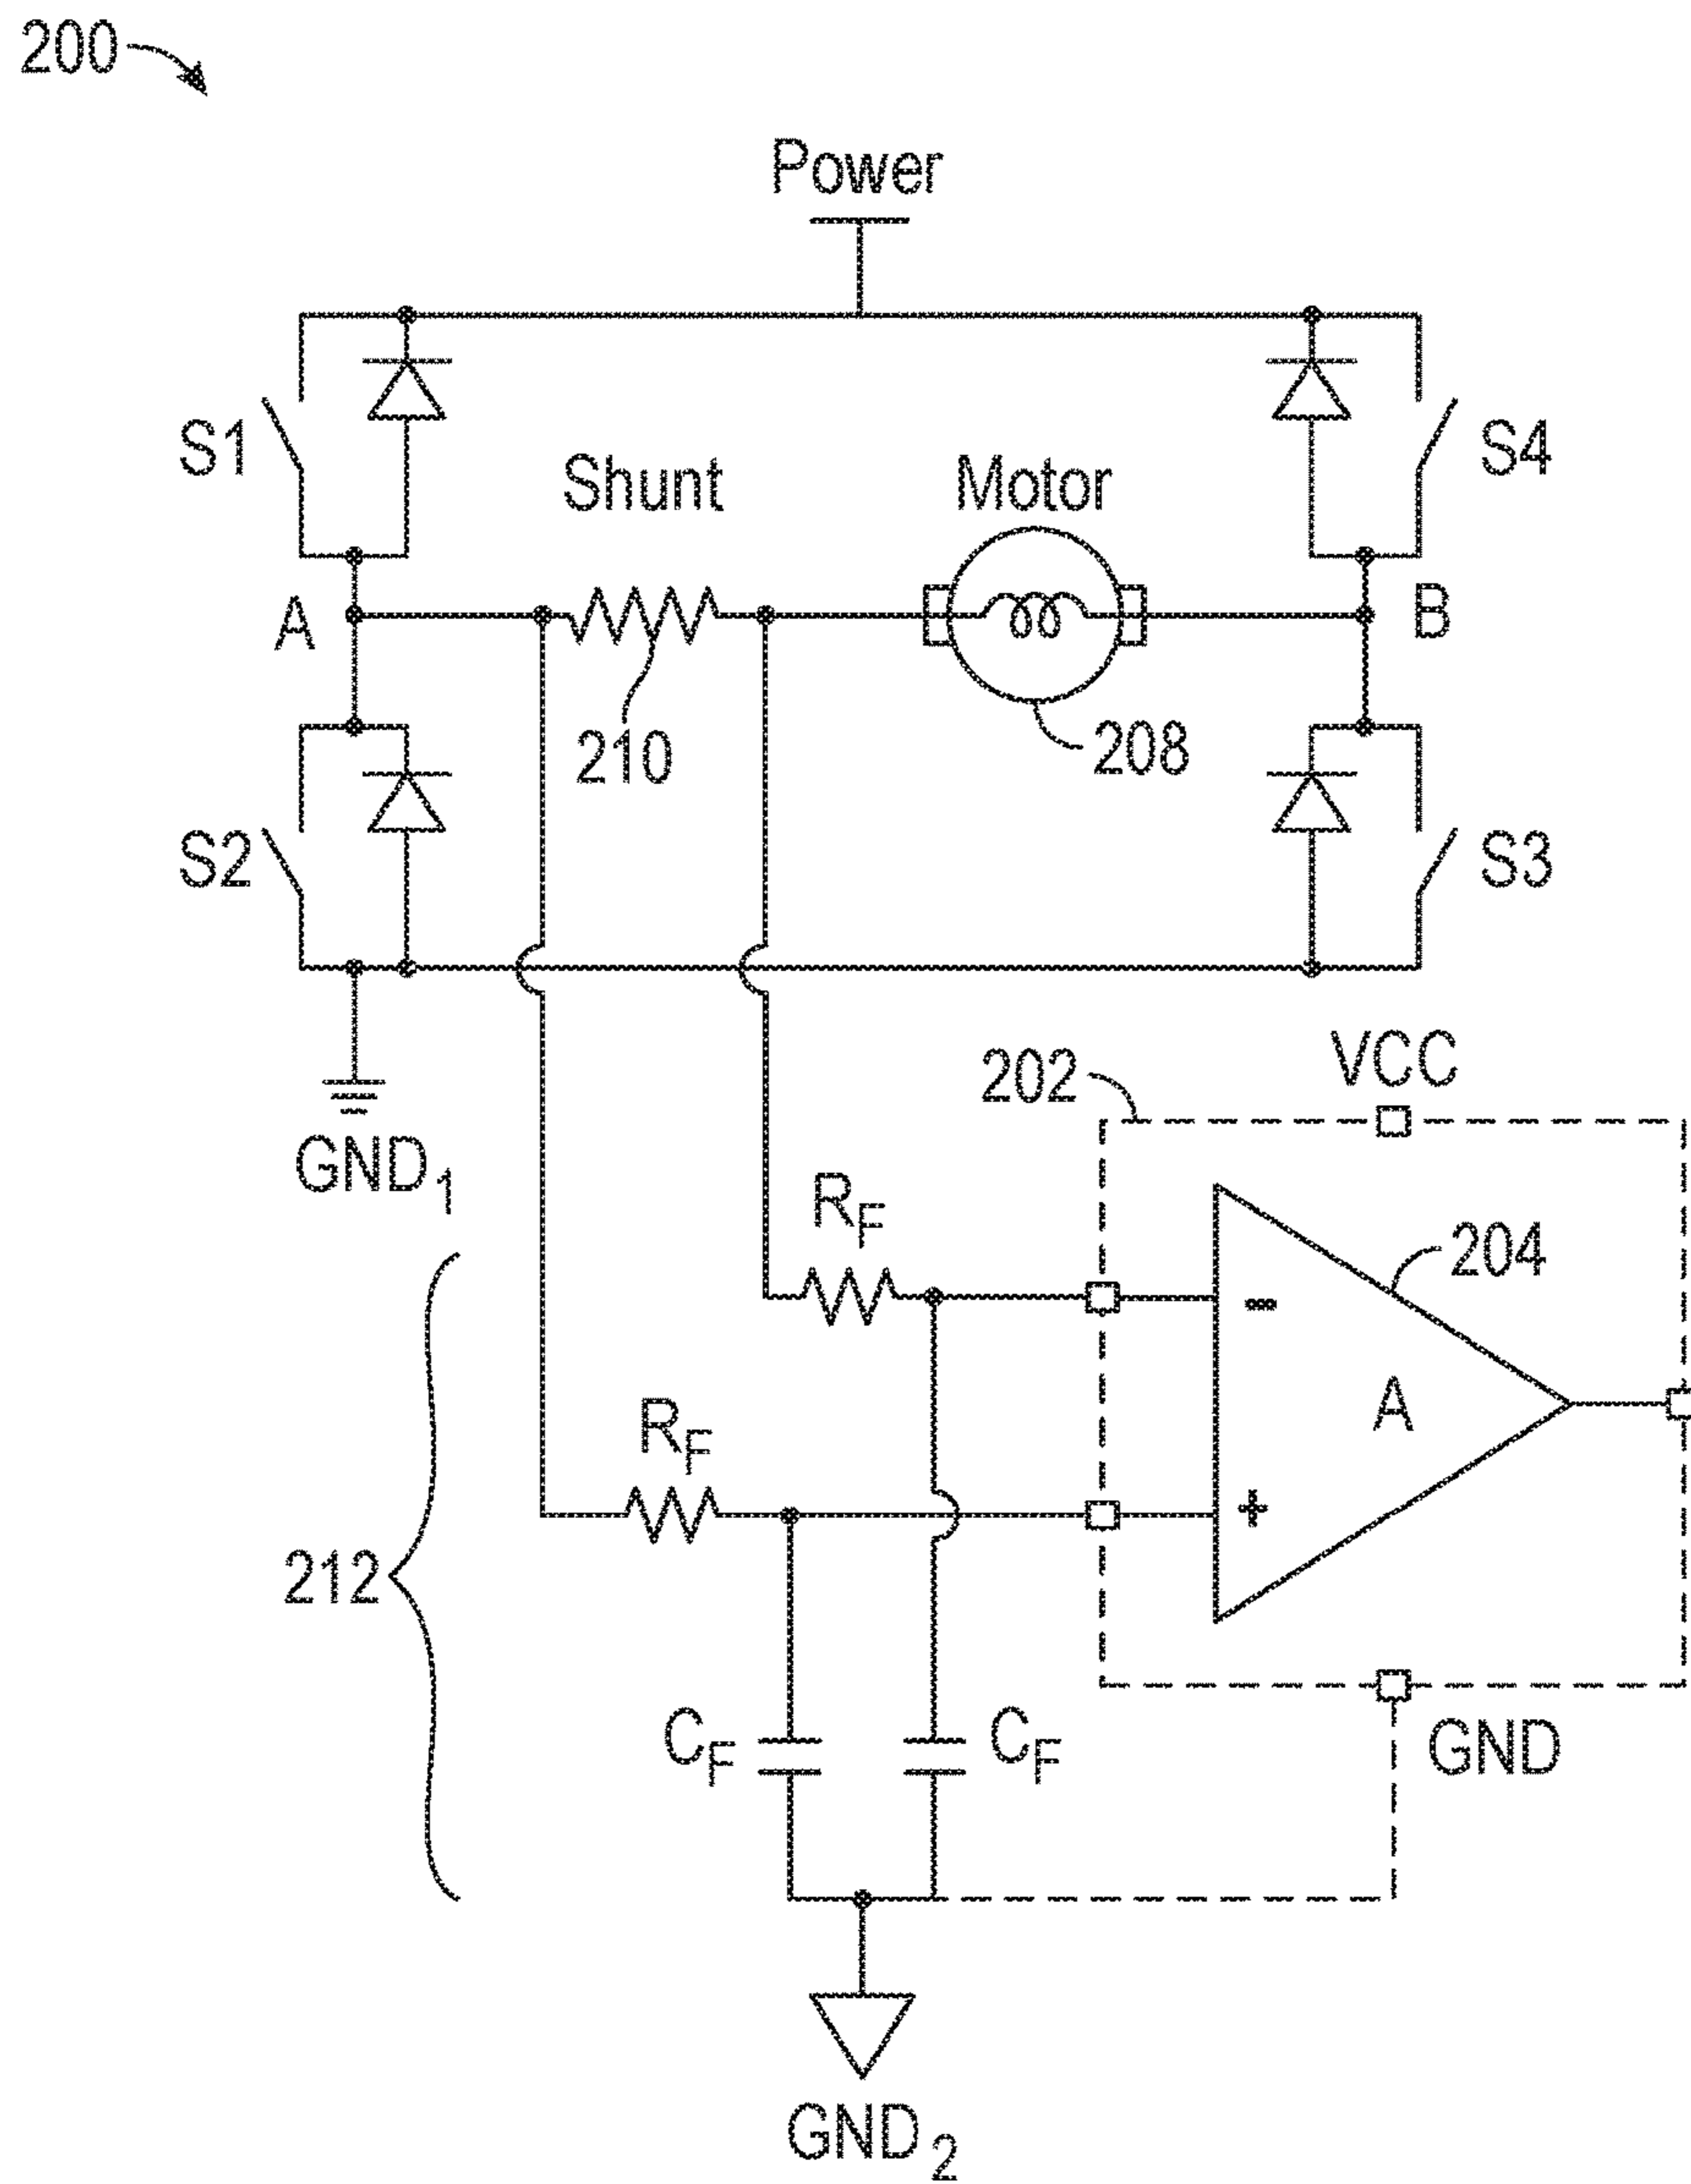 200
Power
S1
S4
Shunt
Motor
A
B
210
208
S2
S3
202
VCC
GND1
RF
204
-
A
RF
+
212
CF
CF
GND
GND2